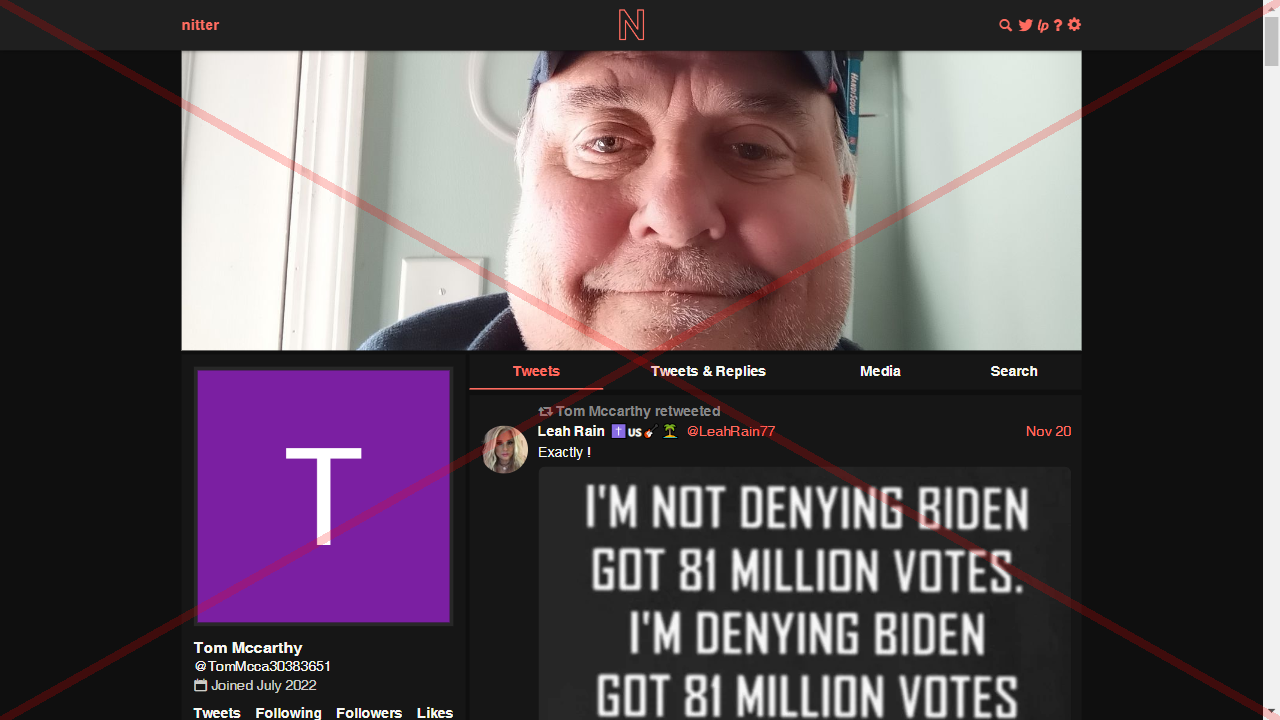 nitter
N
lp ?
Tweets
Tweets & Replies
Media
Search
Tom Mccarthy retweeted
Leah Rain ✝️us🎸🏝️ @LeahRain77
Nov 20
Exactly !
I'M NOT DENYING BIDEN
GOT 81 MILLION VOTES.
I'M DENYING BIDEN
GOT 81 MILLION VOTES
T
Tom Mccarthy
@TomMcca30383651
Joined July 2022
Tweets Following Followers Likes